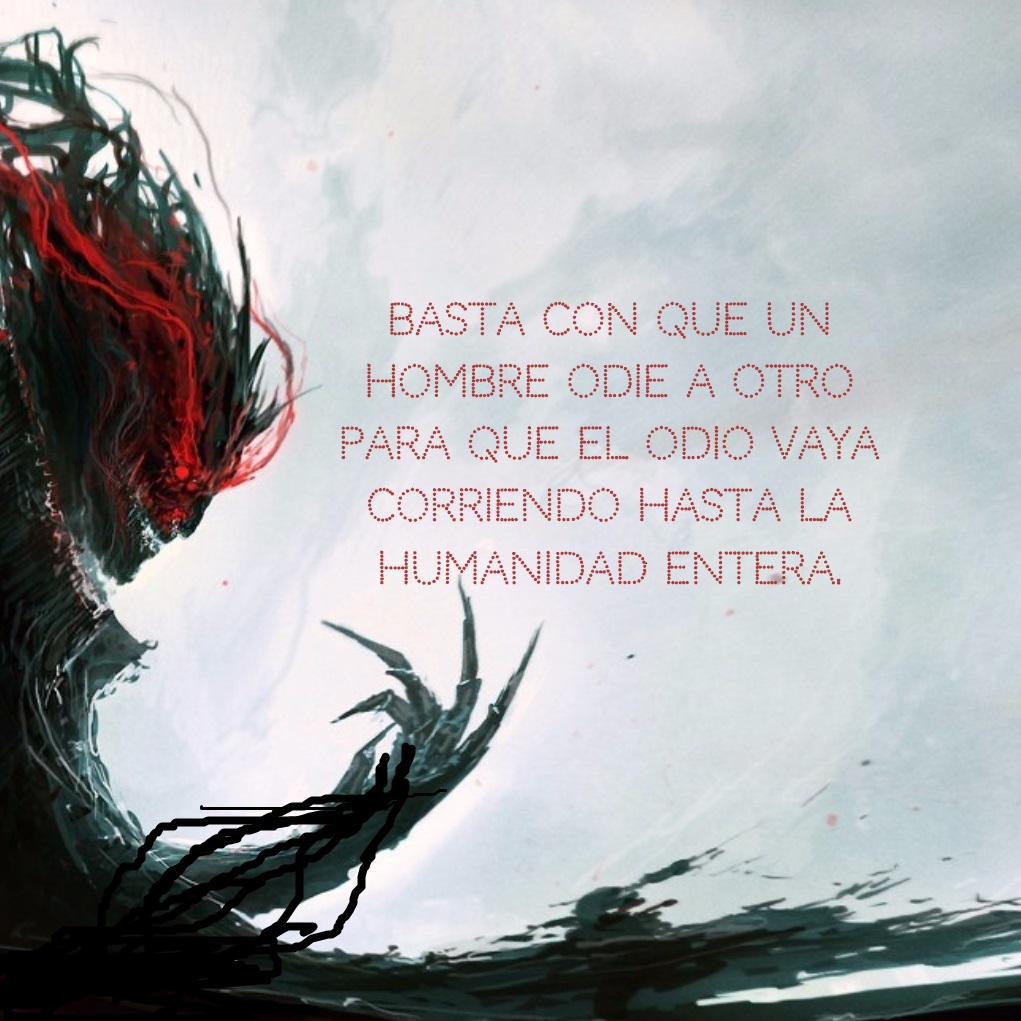 BASTA CON QUE UN
HOMBRE ODIE A OTRO
PARA QUE EL ODIO VAYA
CORRIENDO HASTA LA
HUMANIDAD ENTERA.